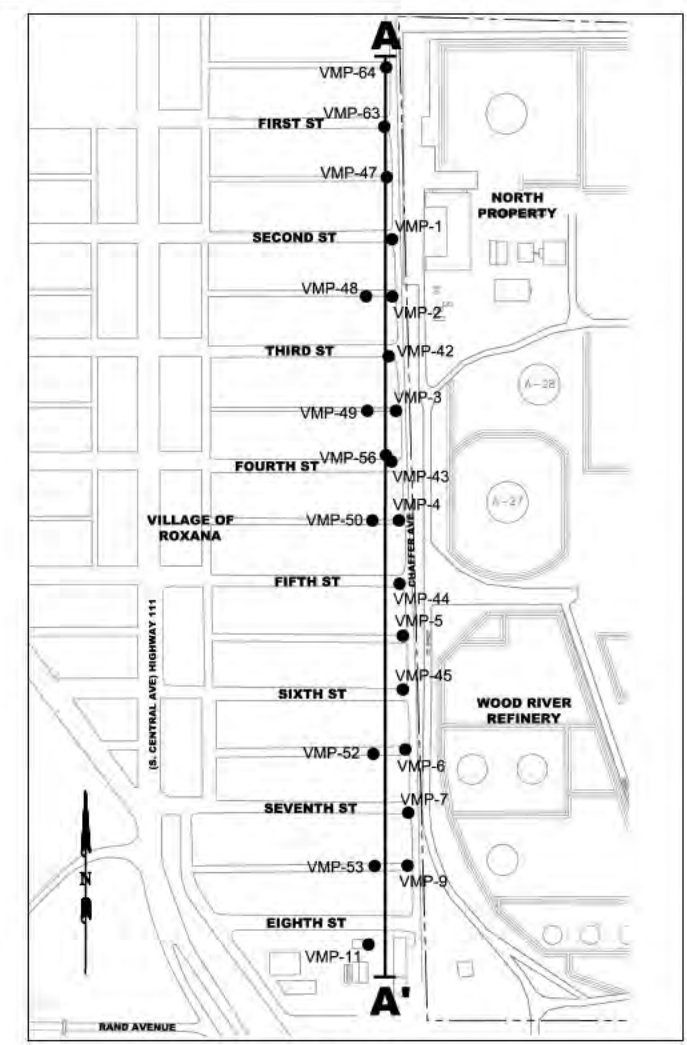 A
VMP-64
VMP-63
FIRST ST
VMP-47
NORTH
PROPERTY
VMP-1
SECOND ST
VMP-48
VMP-2
THIRD ST
VMP-42
A-28
VMP-3
VMP-49
VMP-56
FOURTH ST
VMP-43
VMP-4
A-27
VILLAGE OF
ROXANA
VMP-50
CHAFFER AVE
FIFTH ST
VMP-44
VMP-5
(S. CENTRAL AVE) HIGHWAY 111
VMP-45
SIXTH ST
WOOD RIVER
REFINERY
VMP-52
VMP-6
VMP-7
SEVENTH ST
VMP-53
VMP-9
N
EIGHTH ST
VMP-11
A'
RAND AVENUE